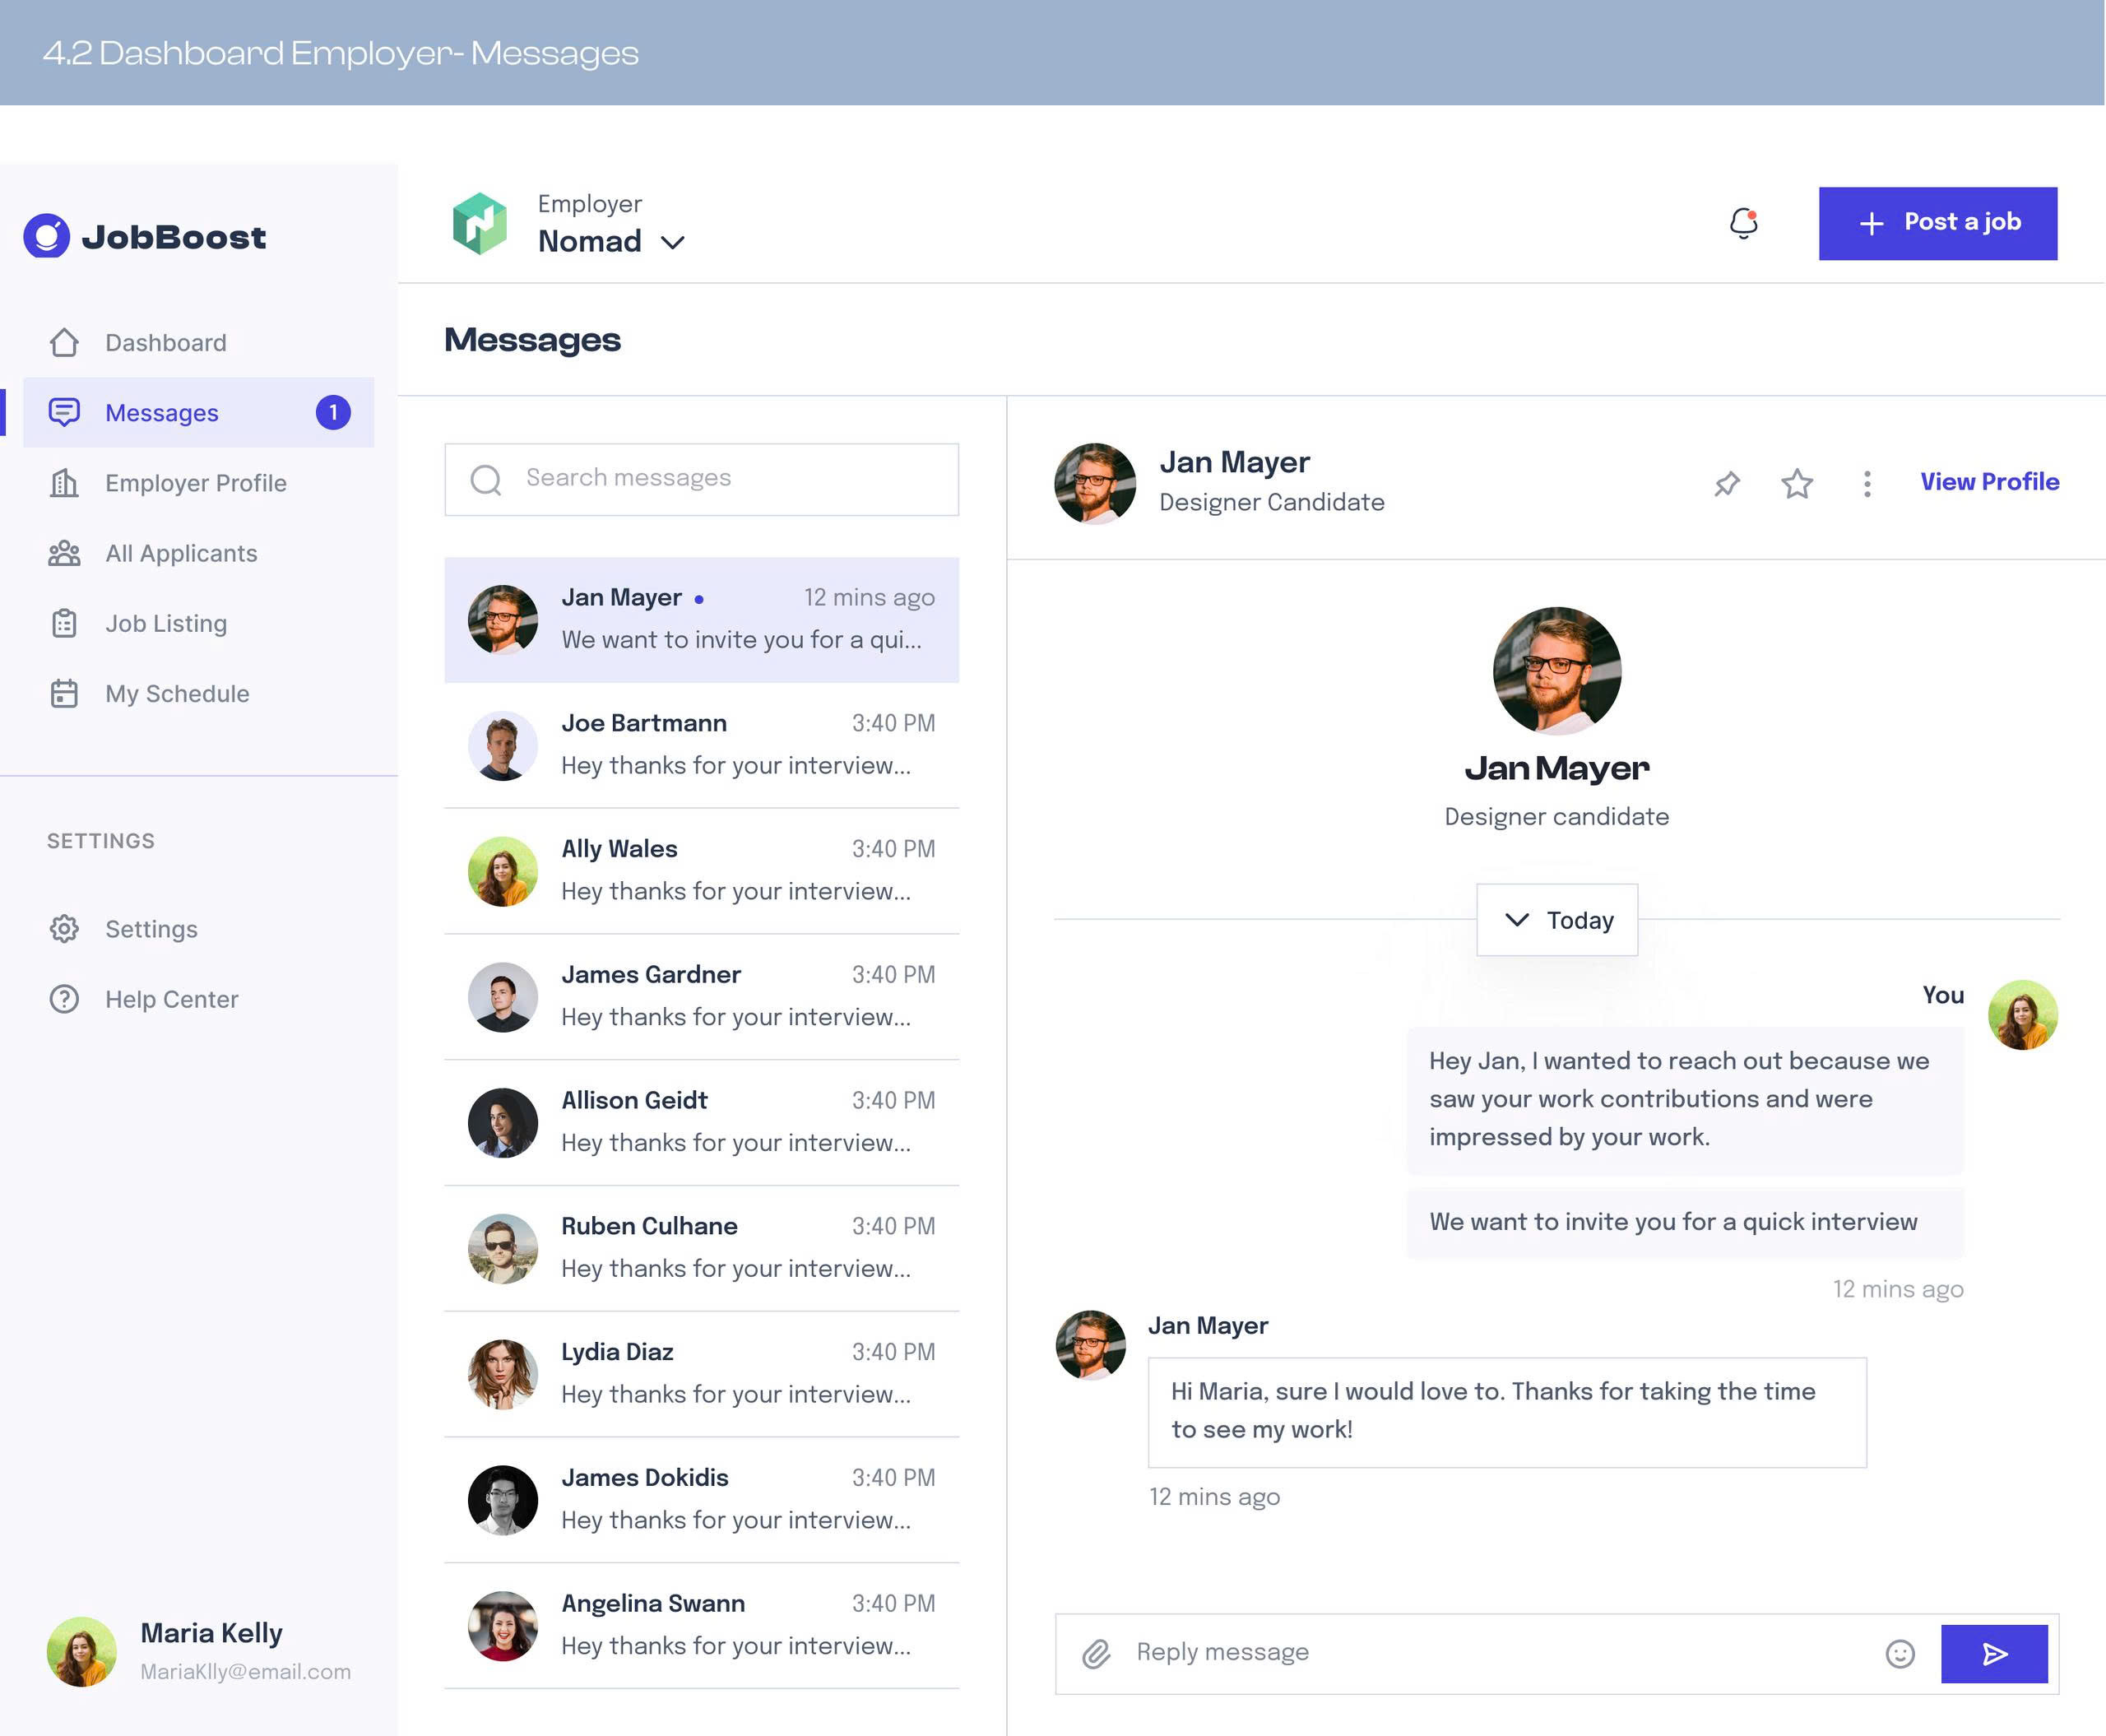 4.2 Dashboard Employer- Messages
JobBoost
Dashboard
Messages
1
Employer Profile
All Applicants
Job Listing
My Schedule
SETTINGS
Settings
Help Center
Maria Kelly
MariaKlly@email.com
Employer
Nomad
Post a job
Messages
Search messages
Jan Mayer
12 mins ago
We want to invite you for a qui...
Joe Bartmann
3:40 PM
Hey thanks for your interview...
Ally Wales
3:40 PM
Hey thanks for your interview...
James Gardner
3:40 PM
Hey thanks for your interview...
Allison Geidt
3:40 PM
Hey thanks for your interview...
Ruben Culhane
3:40 PM
Hey thanks for your interview...
Lydia Diaz
3:40 PM
Hey thanks for your interview...
James Dokidis
3:40 PM
Hey thanks for your interview...
Angelina Swann
3:40 PM
Hey thanks for your interview...
Jan Mayer
Designer Candidate
View Profile
Jan Mayer
Designer candidate
Today
You
Hey Jan, I wanted to reach out because we
saw your work contributions and were
impressed by your work.
We want to invite you for a quick interview
12 mins ago
Jan Mayer
Hi Maria, sure I would love to. Thanks for taking the time
to see my work!
12 mins ago
Reply message